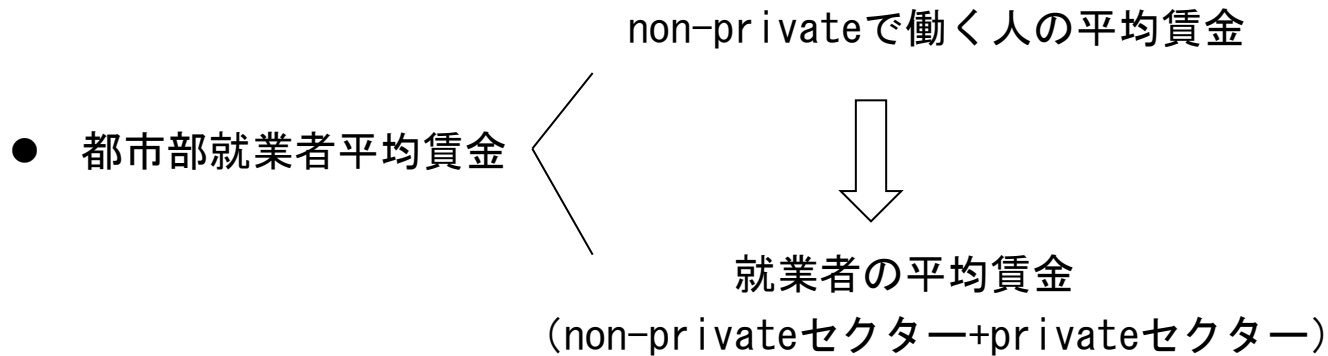 non-privateで働く人の平均賃金
● 都市部就業者平均賃金
就業者の平均賃金
(non-privateセクター+privateセクター)